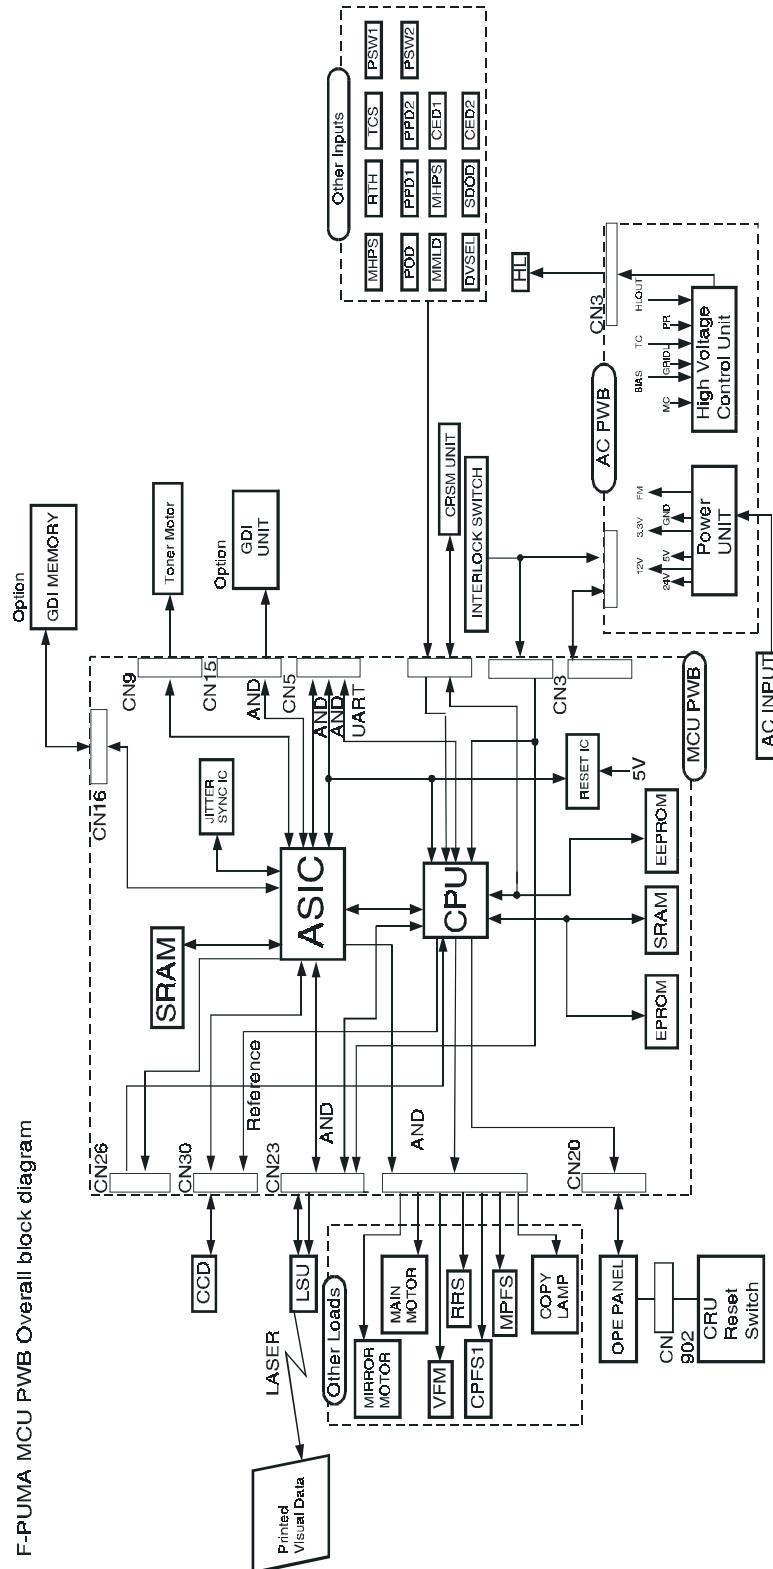 F-PUMA MCU PWB Overall block diagram
Printed
Visual Data
LASER
CCD
LSU
Other Loads
MIRROR
MOTOR
MAIN
MOTOR
VFM
RRS
CPFS1
MPFS
COPY
LAMP
OPE PANEL
CN
902
CRU
Reset
Switch
CN26
CN30
CN23
CN20
Reference
AND
AND
SRAM
ASIC
CPU
JITTER
SYNC IC
EPROM
SRAM
EEPROM
RESET IC
5V
CN16
CN9
CN15
AND
CN5
AND
AND
UART
CN3
MCU PWB
Option
GDI MEMORY
Toner Motor
Option
GDI
UNIT
CRSM UNIT
INTERLOCK SWITCH
AC INPUT
AC PWB
Power
UNIT
24V
12V
5V
3.3V
GND
FM
High Voltage
Control Unit
MC
BIAS
GRIDL
TC
PR
HLOUT
CN3
HL
Other Inputs
MHPS
RTH
TCS
PSW1
POD
PPD1
PPD2
PSW2
MMLD
MHPS
CED1
DVSEL
SDOD
CED2